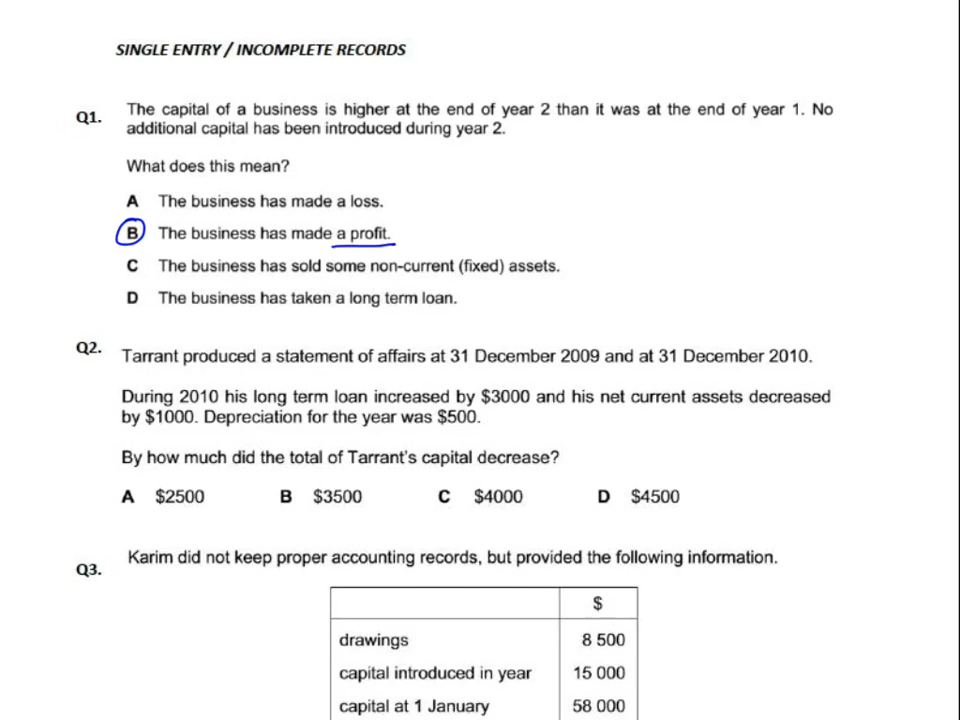 SINGLE ENTRY / INCOMPLETE RECORDS
Q1. The capital of a business is higher at the end of year 2 than it was at the end of year 1. No
additional capital has been introduced during year 2.
What does this mean?
A The business has made a loss.
B The business has made a profit.
C The business has sold some non-current (fixed) assets.
D The business has taken a long term loan.
Q2. Tarrant produced a statement of affairs at 31 December 2009 and at 31 December 2010.
During 2010 his long term loan increased by $3000 and his net current assets decreased
by $1000. Depreciation for the year was $500.
By how much did the total of Tarrant's capital decrease?
A $2500 B $3500 C $4000 D $4500
Q3. Karim did not keep proper accounting records, but provided the following information.
$
drawings 8 500
capital introduced in year 15 000
capital at 1 January 58 000